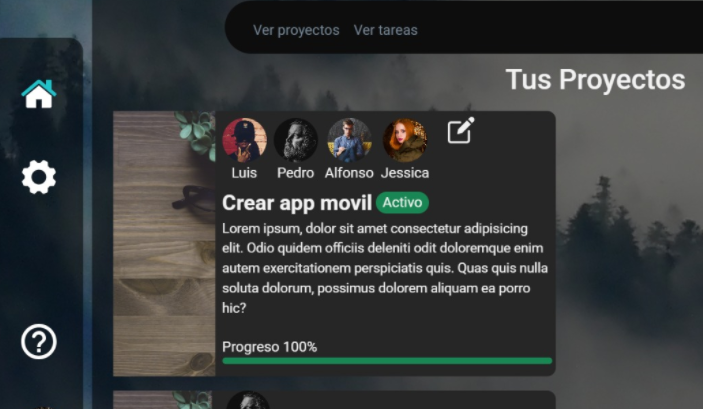 Ver proyectos Ver tareas
Tus Proyectos
Luis Pedro Alfonso Jessica
Crear app movil Activo
Lorem ipsum, dolor sit amet consectetur adipisicing
elit. Odio quidem officiis deleniti odit doloremque enim
autem exercitationem perspiciatis quis. Quas quis nulla
soluta dolorum, possimus dolorem aliquam ea porro
hic?
Progreso 100%